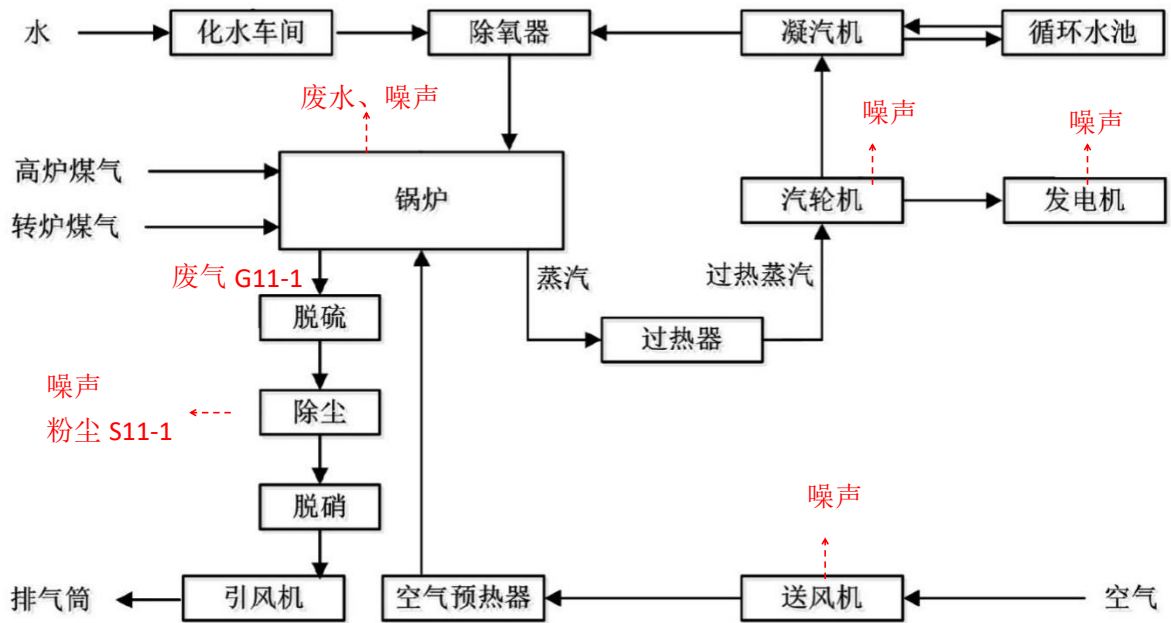 水
化水车间
除氧器
凝汽机
循环水池
废水、噪声
噪声
噪声
高炉煤气
转炉煤气
锅炉
汽轮机
发电机
废气 G11-1
蒸汽
过热蒸汽
脱硫
过热器
噪声
粉尘 S11-1
除尘
脱硝
噪声
排气筒
引风机
空气预热器
送风机
空气